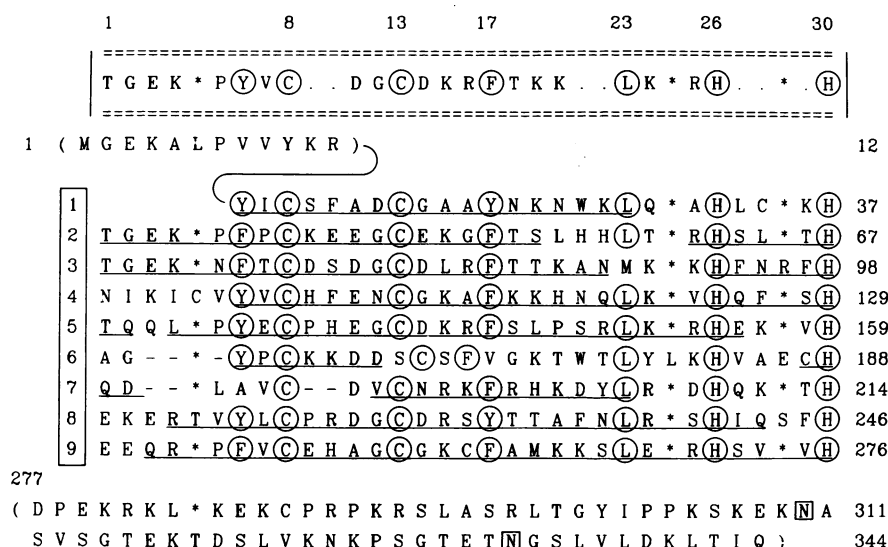 1 8 13 17 23 26 30
T G E K * P Y V C . . D G C D K R F T K K . . L K * R H . . * . H
1 ( M G E K A L P V V Y K R ) 12
1 Y I C S F A D C G A A Y N K N W K L Q * A H L C * K H 37
2 T G E K * P F P C K E E G C E K G F T S L H H L T * R H S L * T H 67
3 T G E K * N F T C D S D G C D L R F T T K A N M K * K H F N R F H 98
4 N I K I C V Y V C H F E N C G K A F K K H N Q L K * V H Q F * S H 129
5 T Q Q L * P Y E C P H E G C D K R F S L P S R L K * R H E K * V H 159
6 A G - - * - Y P C K K D D S C S F V G K T W T L Y L K H V A E C H 188
7 Q D - - * L A V C - - D V C N R K F R H K D Y L R * D H Q K * T H 214
8 E K E R T V Y L C P R D G C D R S Y T T A F N L R * S H I Q S F H 246
9 E E Q R * P F V C E H A G C G K C F A M K K S L E * R H S V * V H 276
277
( D P E K R K L * K E K C P R P K R S L A S R L T G Y I P P K S K E K N A 311
S V S G T E K T D S L V K N K P S G T E T N G S L V L D K L T I Q ) 344